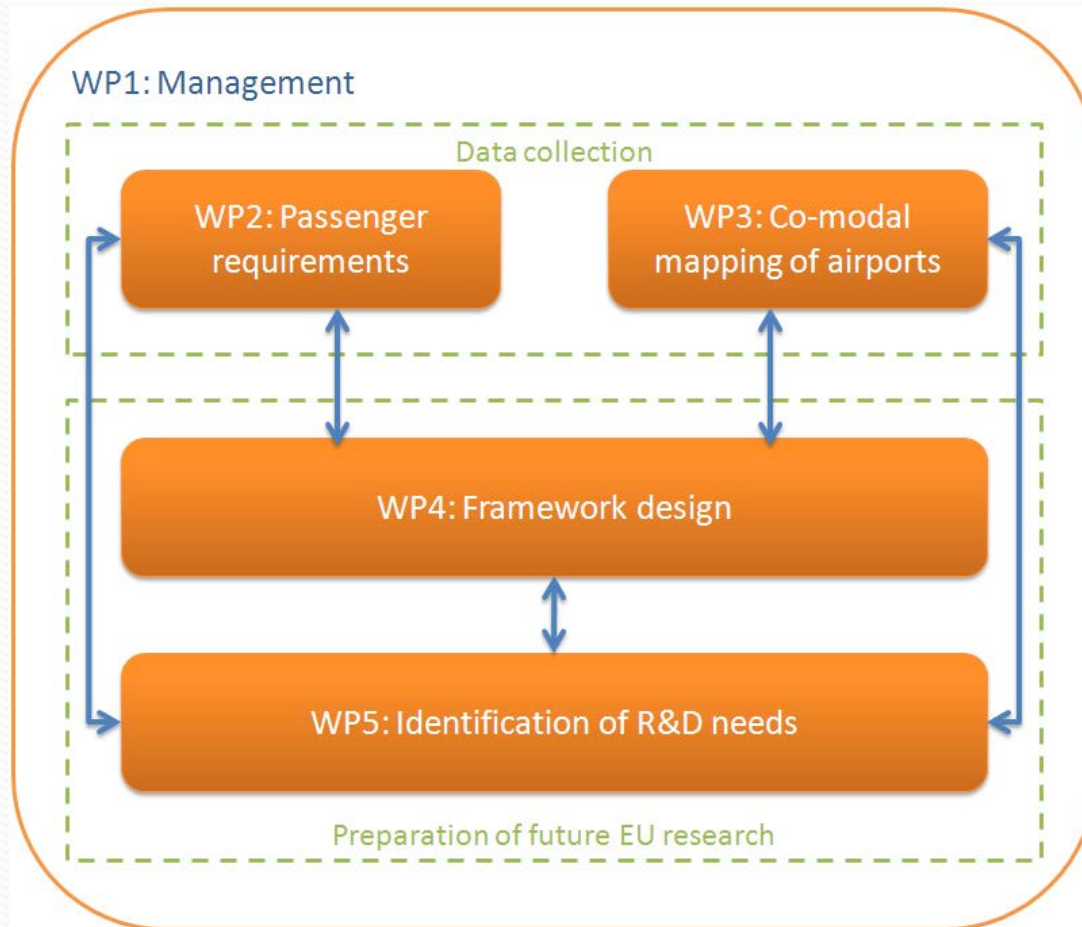 WP1: Management
Data collection
WP2: Passenger
requirements
WP3: Co-modal
mapping of airports
WP4: Framework design
WP5: Identification of R&D needs
Preparation of future EU research